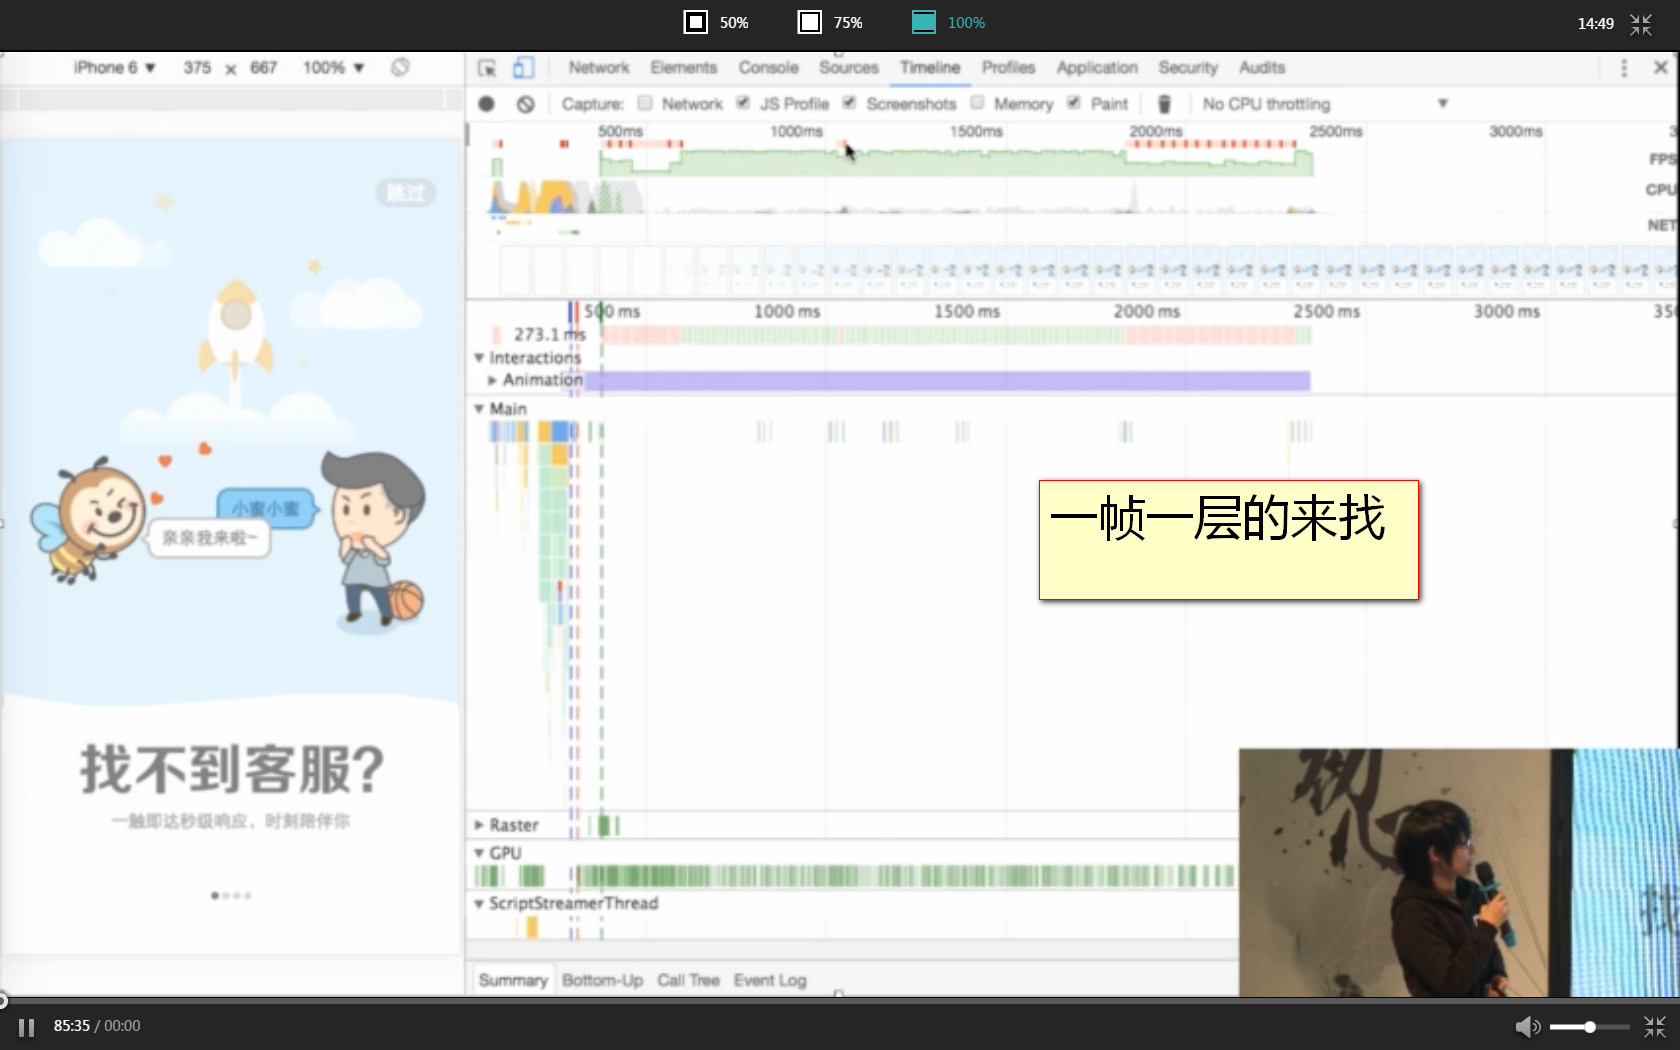 50% 75% 100% 14:49
iPhone 6 ▼ 375 x 667 100% ▼
Network Elements Console Sources Timeline Profiles Application Security Audits
Capture: Network JS Profile Screenshots Memory Paint No CPU throttling ▼
500ms 1000ms 1500ms 2000ms 2500ms 3000ms 3
FPS
CPU
NET
500 ms 1000 ms 1500 ms 2000 ms 2500 ms 3000 ms 350
273.1 ms
Interactions
Animation
Main
跳过
小蜜小蜜
亲亲我来啦~
找不到客服?
一触即达秒级响应，时刻陪伴你
一帧一层的来找
Raster
GPU
ScriptStreamerThread
Summary Bottom-Up Call Tree Event Log
找
85:35 / 00:00